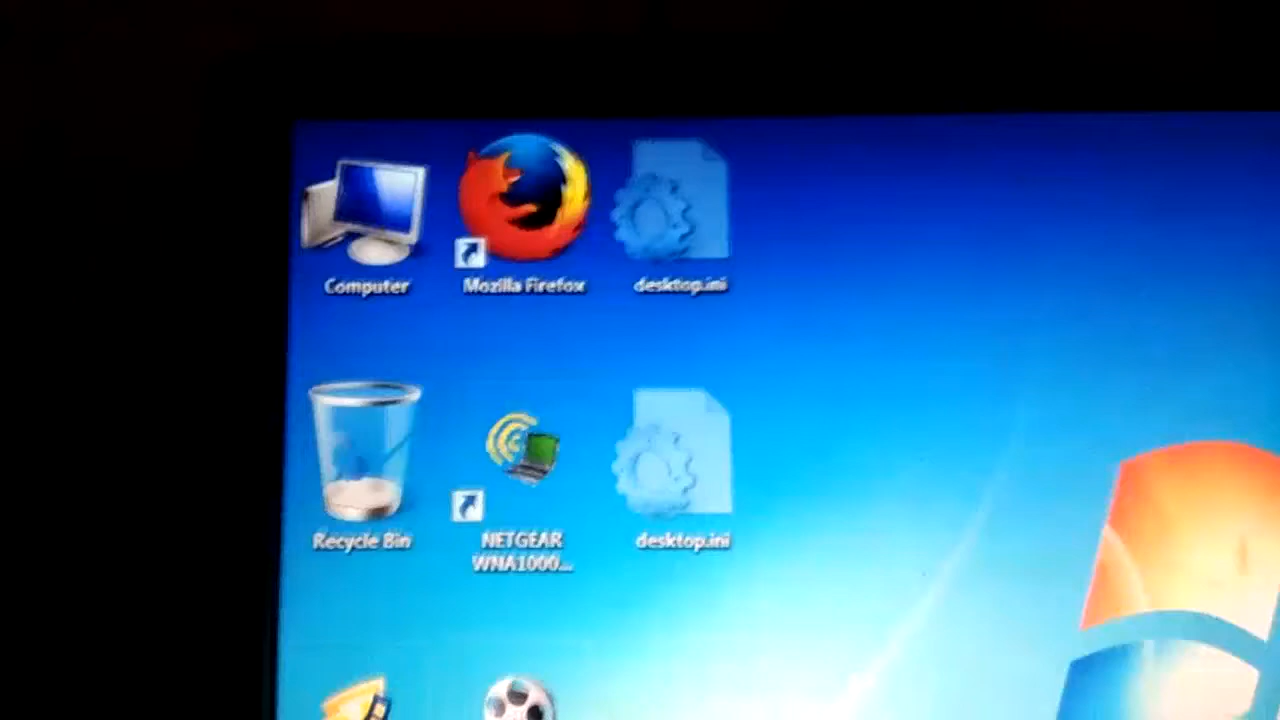 Computer
Mozilla Firefox
desktop.ini
Recycle Bin
NETGEAR
WNA1000...
desktop.ini